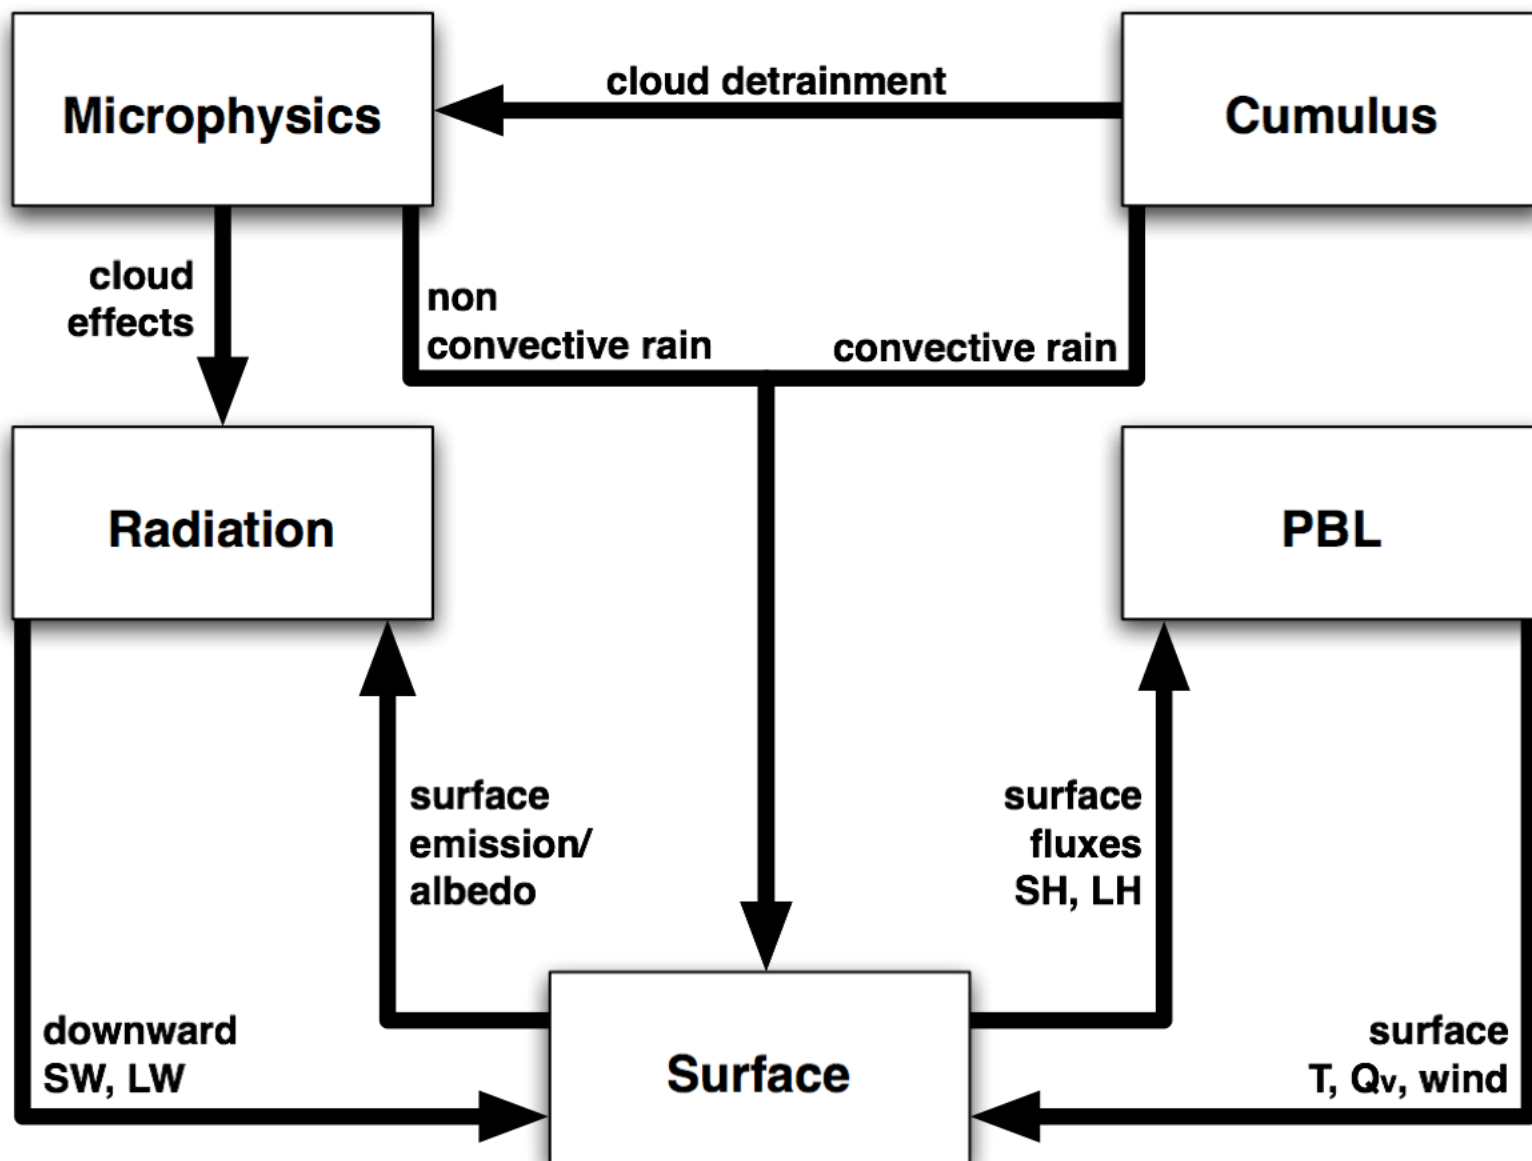 Microphysics
cloud detrainment
Cumulus
cloud
effects
non
convective rain
convective rain
Radiation
PBL
surface
emission/
albedo
surface
fluxes
SH, LH
downward
SW, LW
Surface
surface
T, Qv, wind